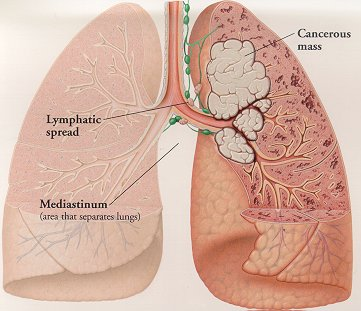 Cancerous
mass
Lymphatic
spread
Mediastinum
(area that separates lungs)